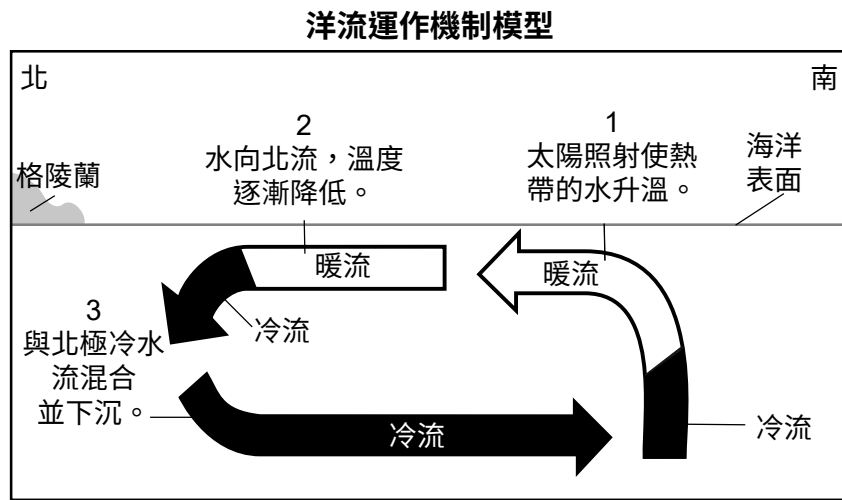 洋流運作機制模型
北
南
2
水向北流，溫度
逐漸降低。
1
太陽照射使熱
帶的水升溫。
海洋
表面
格陵蘭
暖流
暖流
冷流
3
與北極冷水
流混合
並下沉。
冷流
冷流